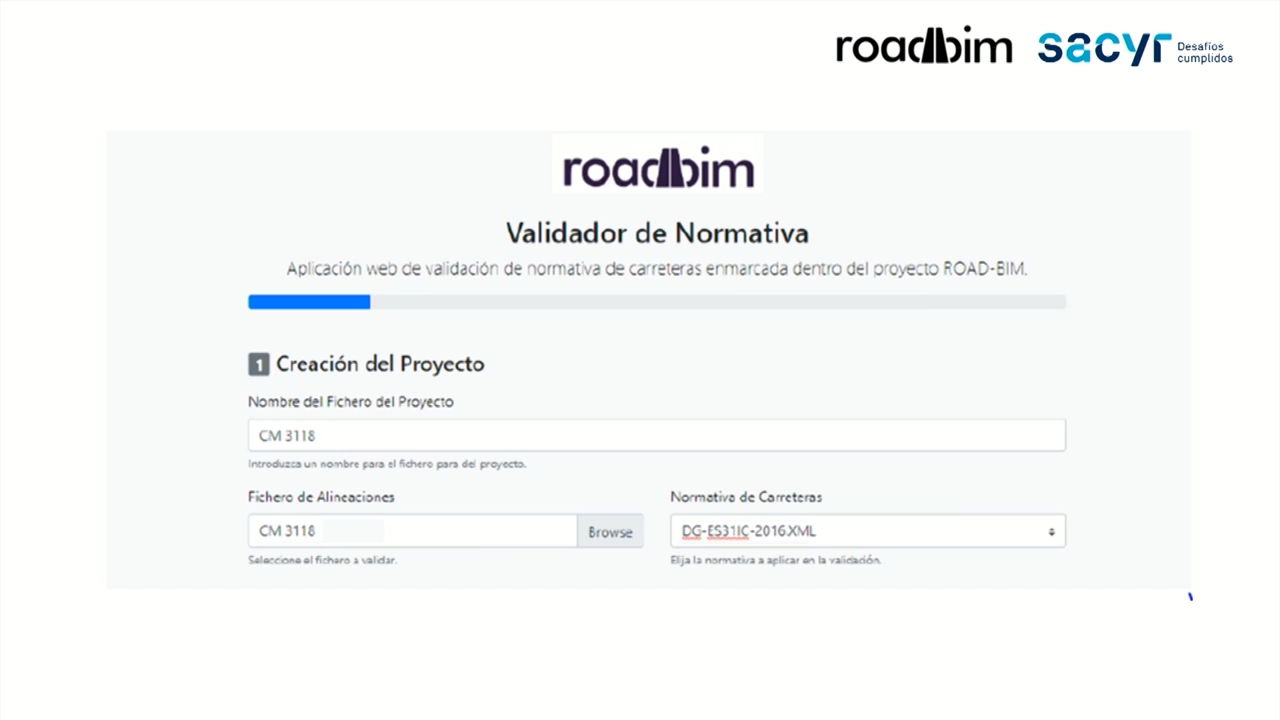 roadbim sacyr Desafíos
cumplidos
roadbim
Validador de Normativa
Aplicación web de validación de normativa de carreteras enmarcada dentro del proyecto ROAD-BIM.
1 Creación del Proyecto
Nombre del Fichero del Proyecto
CM 3118
Introduzca un nombre para el fichero para del proyecto.
Fichero de Alineaciones Normativa de Carreteras
CM 3118 Browse DG-ES31IC-2016.XML
Seleccione el fichero a validar. Elija la normativa a aplicar en la validación.